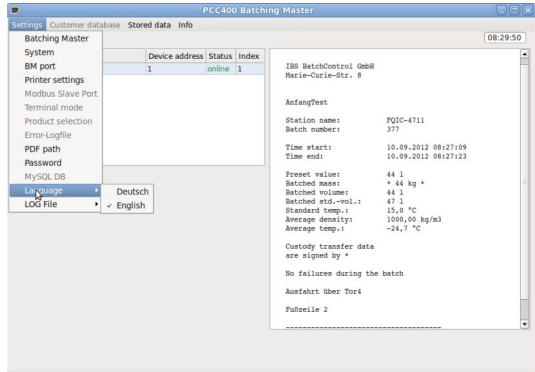 PCC400 Batching Master
Settings Customer database Stored data Info
08:29:50
Batching Master
System
BM port
Printer settings
Modbus Slave Port
Terminal mode
Product selection
Error-Logfile
PDF path
Password
MySQL DB
Language
LOG File
Deutsch
✓ English
Device address Status Index
1 online 1
IBS BatchControl GmbH
Marie-Curie-Str. 8
AnfangText
Station name: FQIC-4711
Batch number: 377
Time start: 10.09.2012 08:27:09
Time end: 10.09.2012 08:27:23
Preset value: 44 l
Batched mass: * 44 kg *
Batched volume: 44 l
Batched std.-vol.: 47 l
Standard temp.: 15,0 °C
Average density: 1000,00 kg/m3
Average temp.: -24,7 °C
Custody transfer data
are signed by *
No failures during the batch
Ausfahrt über Tor4
Fußzeile 2
------------------------------------